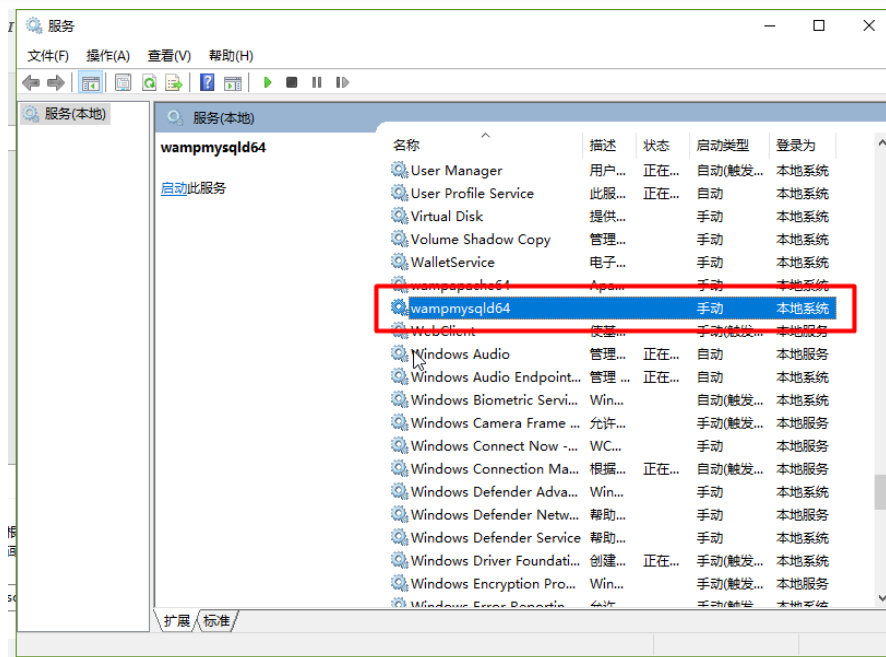 服务
文件(F) 操作(A) 查看(V) 帮助(H)
服务(本地)
服务(本地)
wampmysqld64
启动此服务
名称 描述 状态 启动类型 登录为
User Manager 用户... 正在... 自动(触发... 本地系统
User Profile Service 此服... 正在... 自动 本地系统
Virtual Disk 提供... 手动 本地系统
Volume Shadow Copy 管理... 手动 本地系统
WalletService 电子... 手动 本地系统
wampapache64 Apa... 手动 本地系统
wampmysqld64 手动 本地系统
WebClient 使基... 手动(触发... 本地服务
Windows Audio 管理... 正在... 自动 本地服务
Windows Audio Endpoint... 管理 ... 正在... 自动 本地系统
Windows Biometric Servi... Win... 自动(触发... 本地系统
Windows Camera Frame ... 允许... 手动(触发... 本地服务
Windows Connect Now -... WC... 手动 本地服务
Windows Connection Ma... 根据... 正在... 自动(触发... 本地服务
Windows Defender Adva... Win... 手动 本地系统
Windows Defender Netw... 帮助... 手动 本地服务
Windows Defender Service 帮助... 手动 本地系统
Windows Driver Foundati... 创建... 正在... 手动(触发... 本地系统
Windows Encryption Pro... Win... 手动(触发... 本地服务
Windows Error Reportin... 允许... 手动(触发... 本地系统
扩展 标准